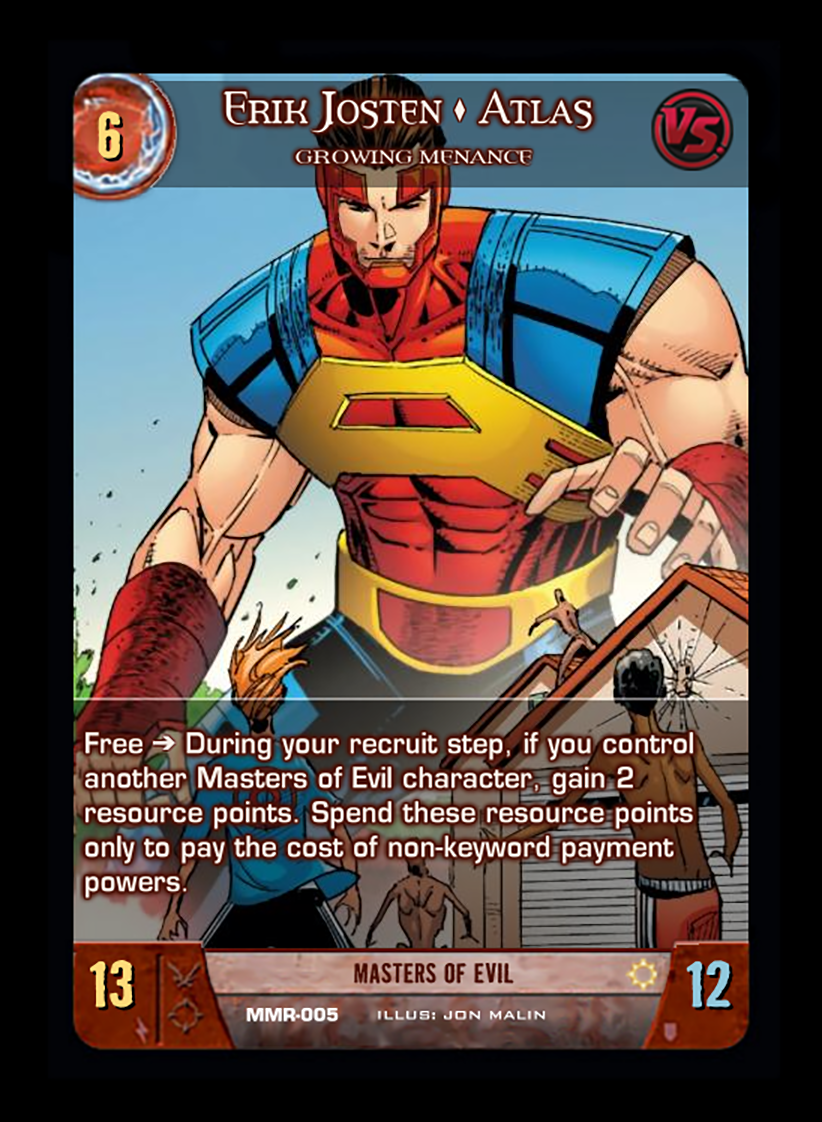 6
Erik Josten ♦ Atlas
VS.
GROWING MENANCE
Free → During your recruit step, if you control
another Masters of Evil character, gain 2
resource points. Spend these resource points
only to pay the cost of non-keyword payment
powers.
13
MASTERS OF EVIL
12
MMR-005 ILLUS: JON MALIN